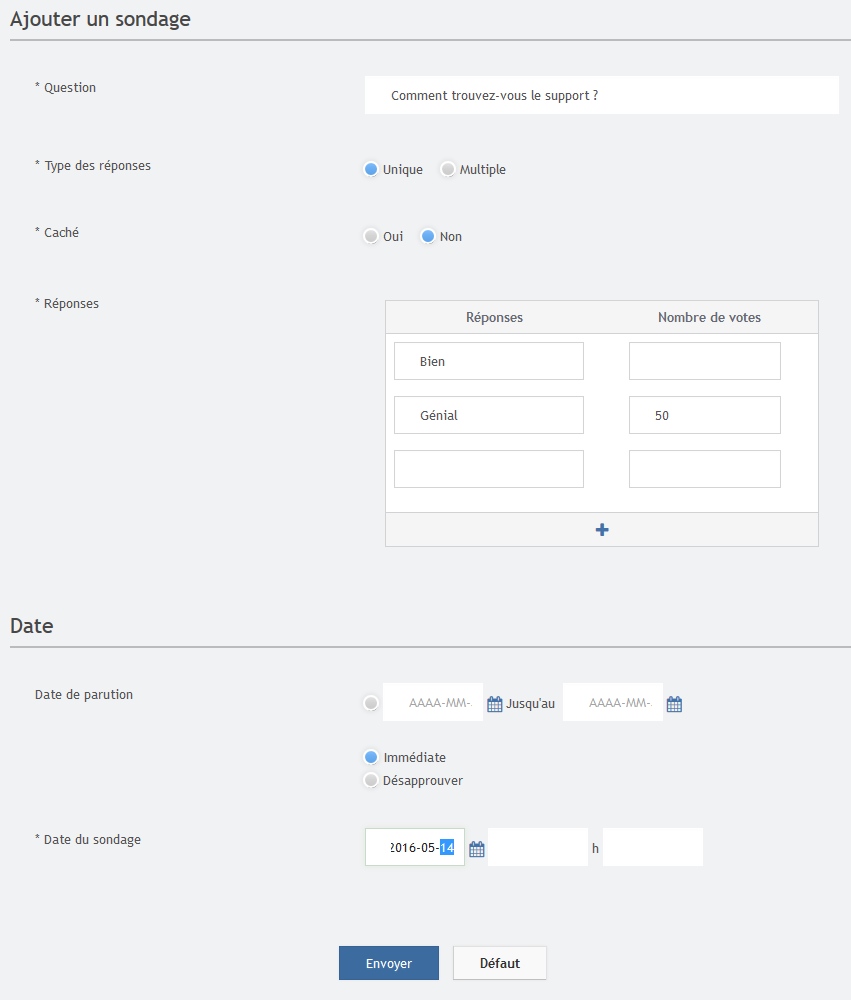 Ajouter un sondage
* Question
Comment trouvez-vous le support ?
* Type des réponses
Unique Multiple
* Caché
Oui Non
* Réponses
Réponses Nombre de votes
Bien
Génial 50
Date
Date de parution
AAAA-MM- Jusqu'au AAAA-MM-
Immédiate
Désapprouver
* Date du sondage
2016-05-14 h
Envoyer Défaut